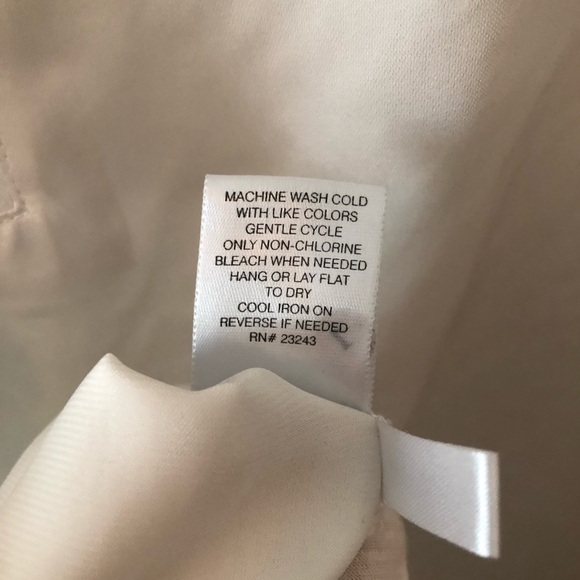 MACHINE WASH COLD
WITH LIKE COLORS
GENTLE CYCLE
ONLY NON-CHLORINE
BLEACH WHEN NEEDED
HANG OR LAY FLAT
TO DRY
COOL IRON ON
REVERSE IF NEEDED
RN# 23243